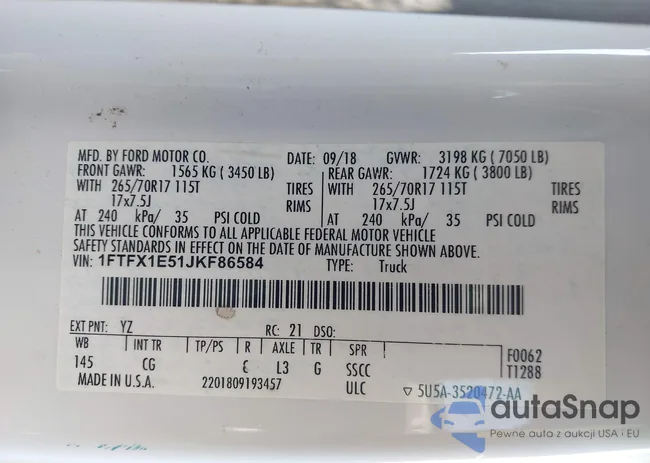 MFD. BY FORD MOTOR CO. DATE: 09/18 GVWR: 3198 KG ( 7050 LB)
FRONT GAWR: 1565 KG ( 3450 LB) REAR GAWR: 1724 KG ( 3800 LB)
WITH 265/70R17 115T TIRES WITH 265/70R17 115T TIRES
17x7.5J RIMS 17x7.5J RIMS
AT 240 kPa/ 35 PSI COLD AT 240 kPa/ 35 PSI COLD
THIS VEHICLE CONFORMS TO ALL APPLICABLE FEDERAL MOTOR VEHICLE
SAFETY STANDARDS IN EFFECT ON THE DATE OF MANUFACTURE SHOWN ABOVE.
VIN: 1FTFX1E51JKF86584 TYPE: Truck
EXT PNT: YZ RC: 21 DSO:
WB INT TR TP/PS R AXLE TR SPR F0062
145 CG E L3 G SSCC T1288
MADE IN U.S.A. 2201809193457 ULC ▽ 5U5A-3520472-AA
autaSnap
Pewne auta z aukcji USA i EU